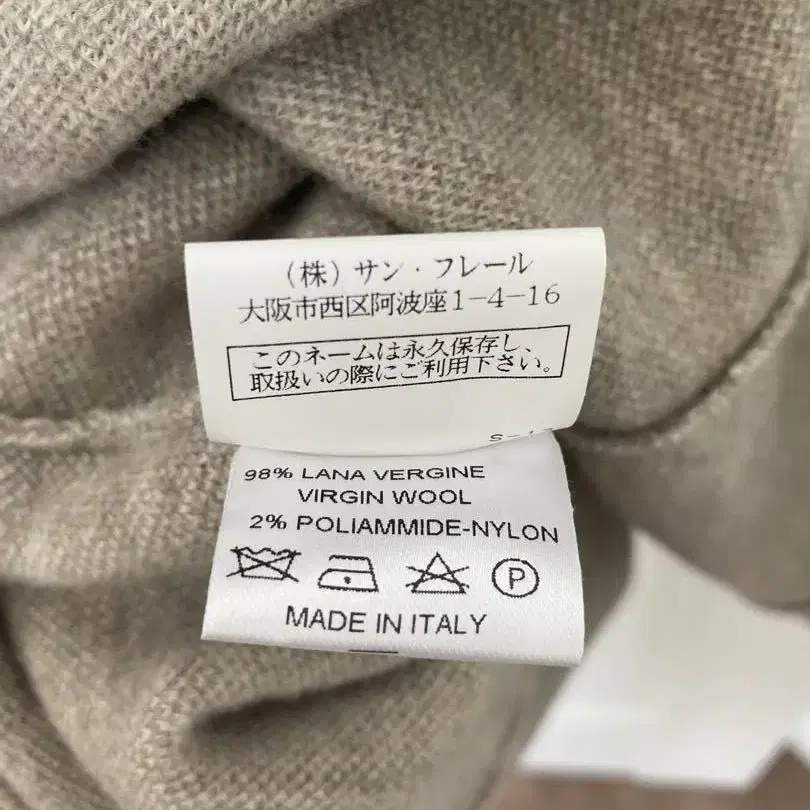 (株)サン・フレール
大阪市西区阿波座1-4-16
このネームは永久保存し、
取扱いの際にご利用下さい。
98% LANA VERGINE
VIRGIN WOOL
2% POLIAMMIDE-NYLON
P
MADE IN ITALY